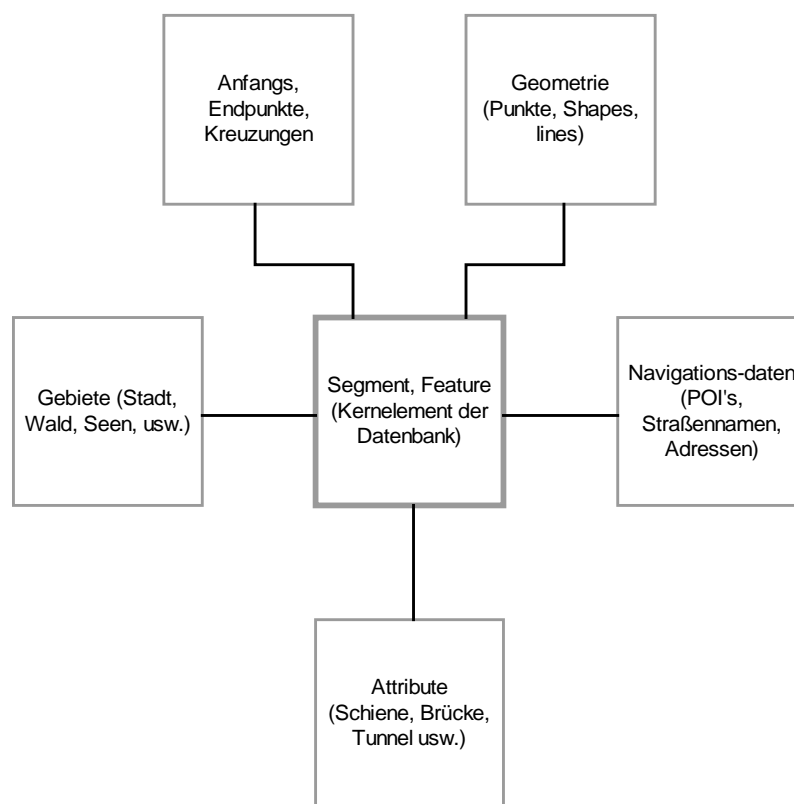 Anfangs,
Endpunkte,
Kreuzungen
Geometrie
(Punkte, Shapes,
lines)
Gebiete (Stadt,
Wald, Seen, usw.)
Segment, Feature
(Kernelement der
Datenbank)
Navigations-daten
(POI's,
Straßennamen,
Adressen)
Attribute
(Schiene, Brücke,
Tunnel usw.)